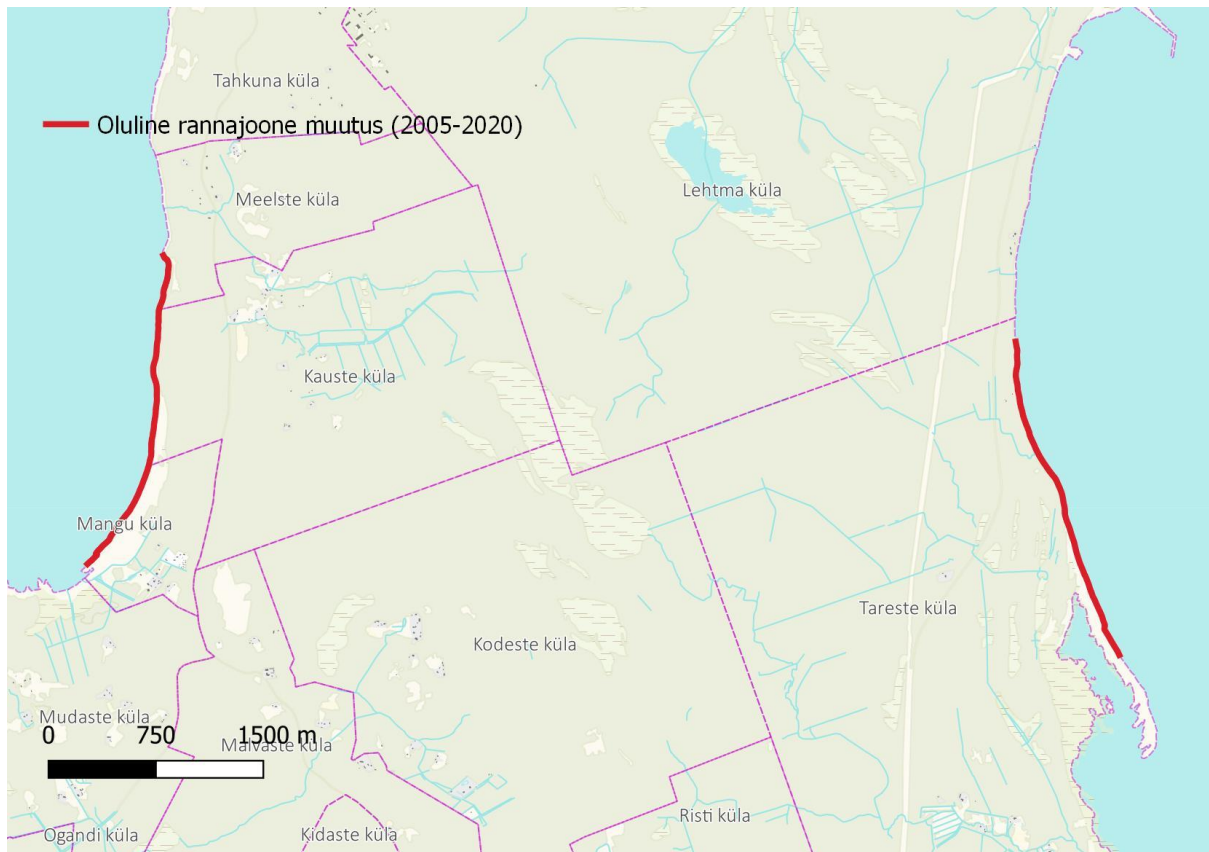 Tahkuna küla
Oluline rannajoone muutus (2005-2020)
Meelste küla
Lehtma küla
Kauste küla
Mangu küla
Tareste küla
Kodeste küla
Mudaste küla
0 750 1500 m
Malvaste küla
Risti küla
Ogandi küla
Kidaste küla